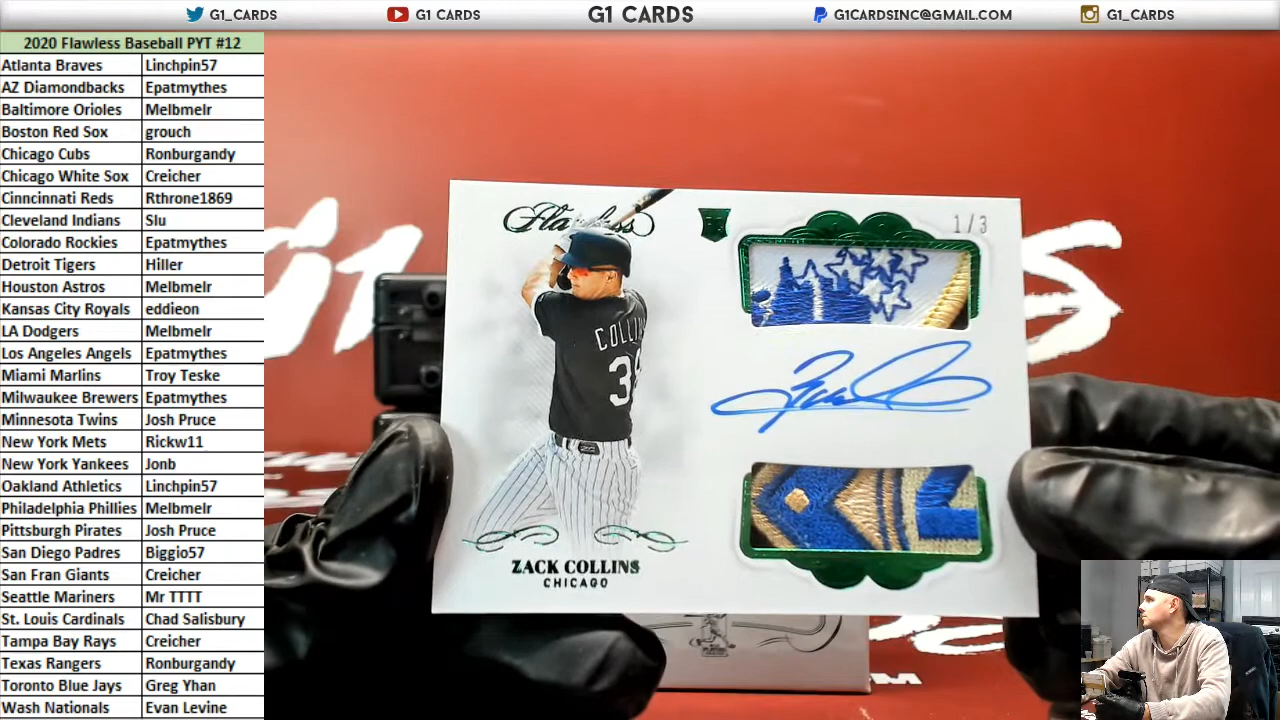 G1_CARDS
G1 CARDS
G1 CARDS
G1CARDSINC@GMAIL.COM
G1_CARDS
2020 Flawless Baseball PYT #12
Atlanta Braves Linchpin57
AZ Diamondbacks Epatmythes
Baltimore Orioles Melbmelr
Boston Red Sox grouch
Chicago Cubs Ronburgandy
Chicago White Sox Creicher
Cinncinnati Reds Rthrone1869
Cleveland Indians Slu
Colorado Rockies Epatmythes
Detroit Tigers Hiller
Houston Astros Melbmelr
Kansas City Royals eddieon
LA Dodgers Melbmelr
Los Angeles Angels Epatmythes
Miami Marlins Troy Teske
Milwaukee Brewers Epatmythes
Minnesota Twins Josh Pruce
New York Mets Rickw11
New York Yankees Jonb
Oakland Athletics Linchpin57
Philadelphia Phillies Melbmelr
Pittsburgh Pirates Josh Pruce
San Diego Padres Biggio57
San Fran Giants Creicher
Seattle Mariners Mr TTTT
St. Louis Cardinals Chad Salisbury
Tampa Bay Rays Creicher
Texas Rangers Ronburgandy
Toronto Blue Jays Greg Yhan
Wash Nationals Evan Levine
Flawless
1/3
COLLIN
3
ZACK COLLINS
CHICAGO